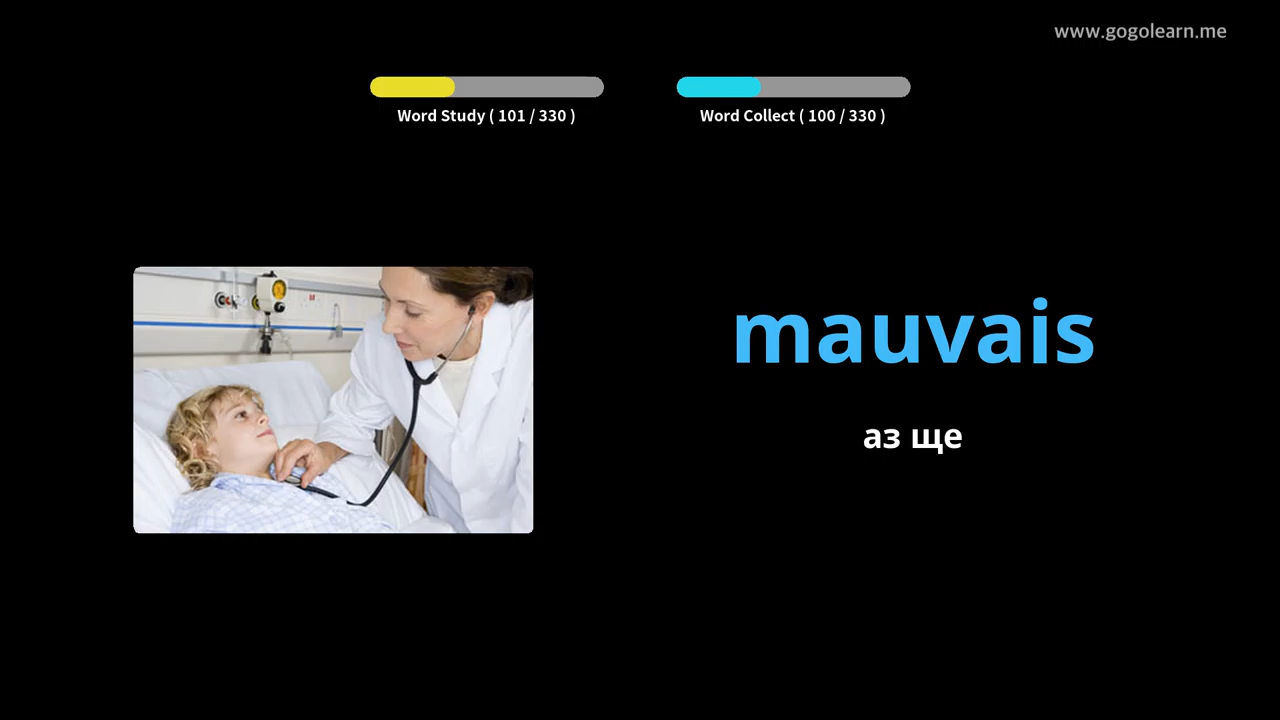 www.gogolearn.me
Word Study ( 101 / 330 )
Word Collect ( 100 / 330 )
mauvais
аз ще